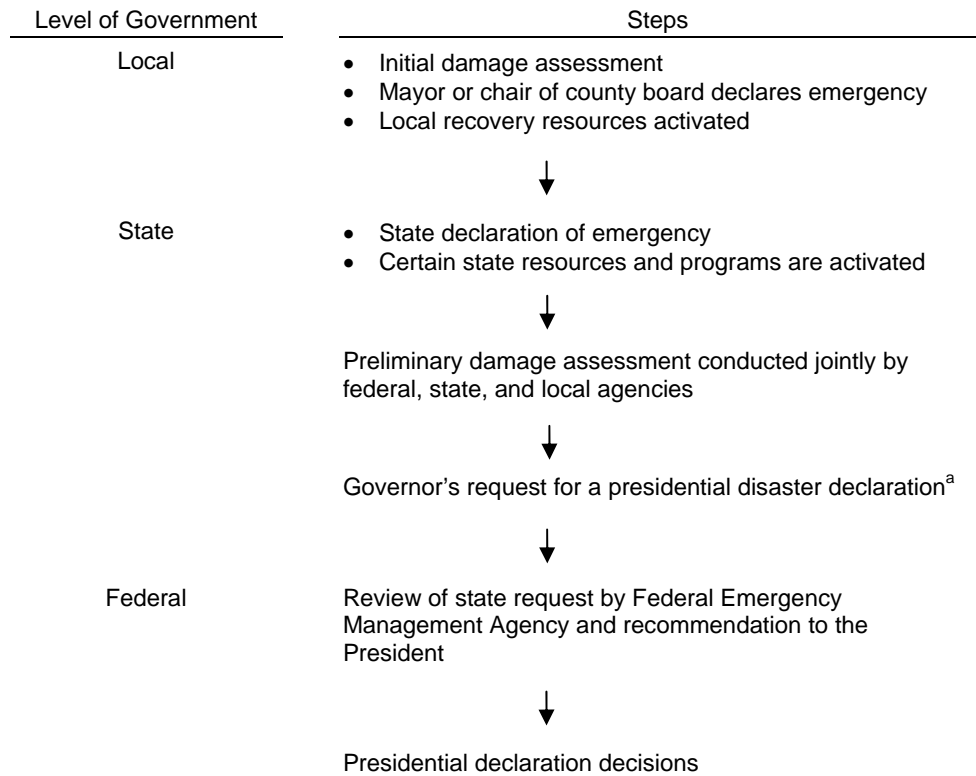 Level of Government Steps
Local • Initial damage assessment
• Mayor or chair of county board declares emergency
• Local recovery resources activated
State • State declaration of emergency
• Certain state resources and programs are activated
Preliminary damage assessment conducted jointly by
federal, state, and local agencies
Governor’s request for a presidential disaster declarationᵃ
Federal Review of state request by Federal Emergency
Management Agency and recommendation to the
President
Presidential declaration decisions